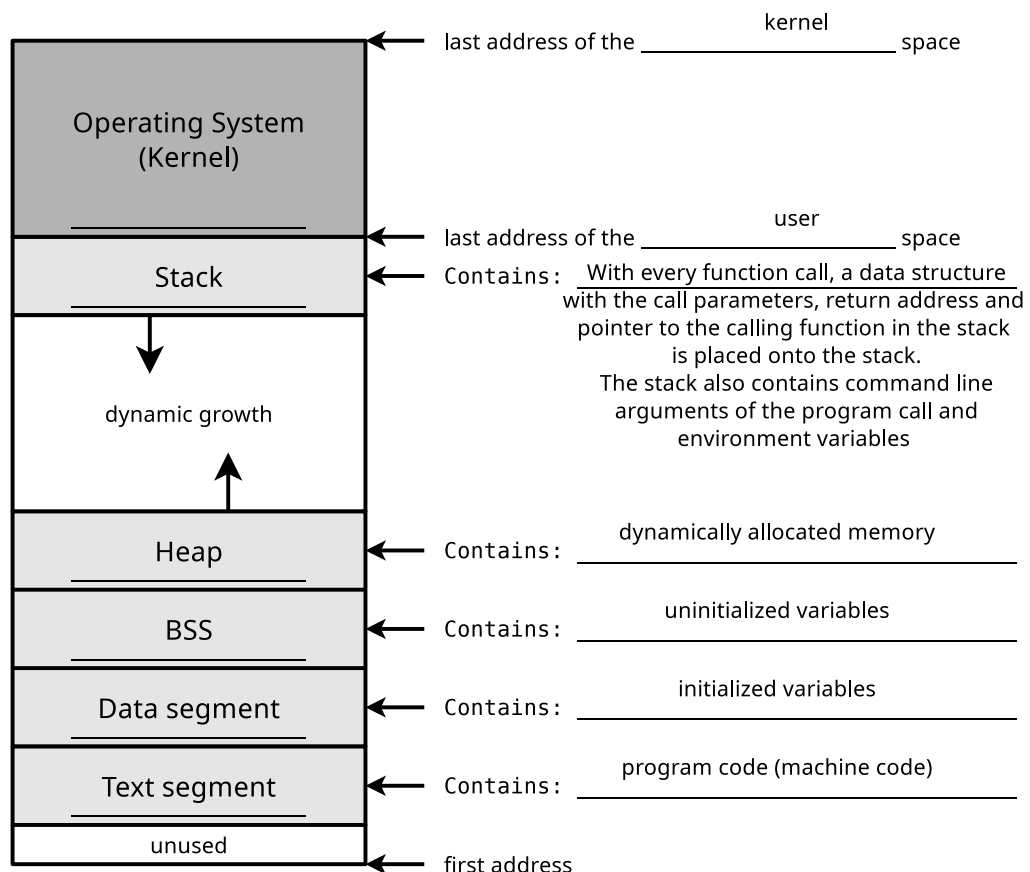 last address of the kernel space
Operating System
(Kernel)
last address of the user space
Stack
Contains: With every function call, a data structure
with the call parameters, return address and
pointer to the calling function in the stack
is placed onto the stack.
The stack also contains command line
arguments of the program call and
environment variables
dynamic growth
Heap
Contains: dynamically allocated memory
BSS
Contains: uninitialized variables
Data segment
Contains: initialized variables
Text segment
Contains: program code (machine code)
unused
first address